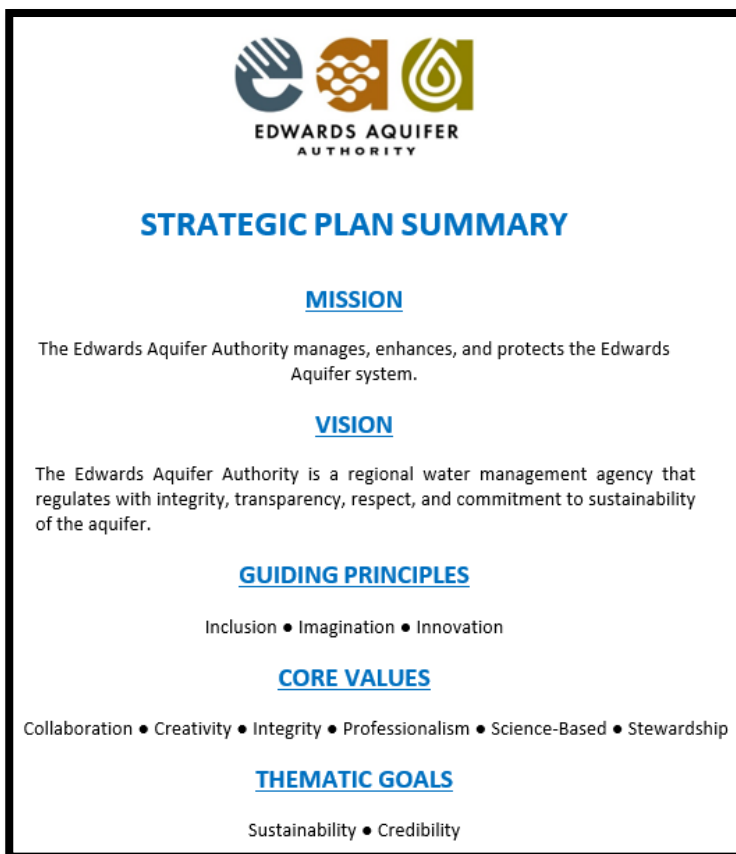 eaa
EDWARDS AQUIFER
AUTHORITY
STRATEGIC PLAN SUMMARY
MISSION
The Edwards Aquifer Authority manages, enhances, and protects the Edwards
Aquifer system.
VISION
The Edwards Aquifer Authority is a regional water management agency that
regulates with integrity, transparency, respect, and commitment to sustainability
of the aquifer.
GUIDING PRINCIPLES
Inclusion ● Imagination ● Innovation
CORE VALUES
Collaboration ● Creativity ● Integrity ● Professionalism ● Science-Based ● Stewardship
THEMATIC GOALS
Sustainability ● Credibility